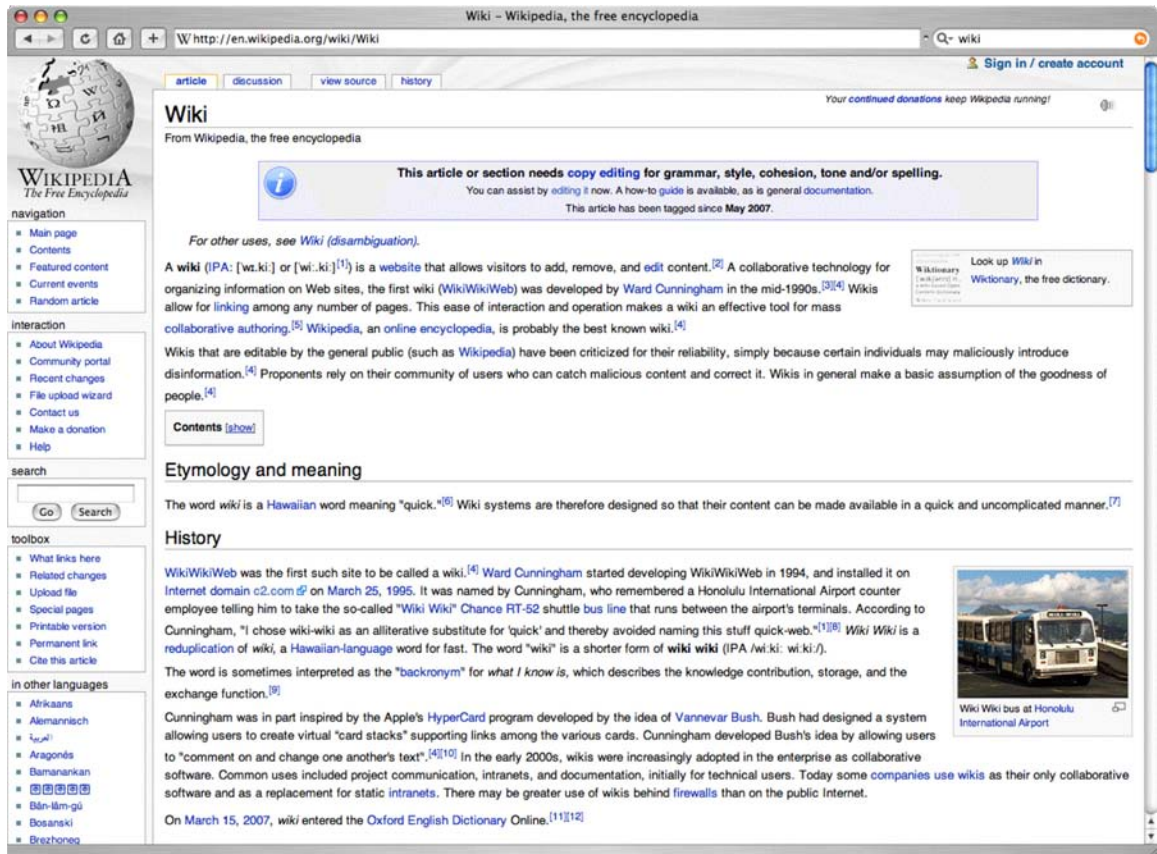 Wiki – Wikipedia, the free encyclopedia
W http://en.wikipedia.org/wiki/Wiki
wiki
Sign in / create account
article discussion view source history
Your continued donations keep Wikipedia running!
WIKIPEDIA
The Free Encyclopedia
navigation
Main page
Contents
Featured content
Current events
Random article
interaction
About Wikipedia
Community portal
Recent changes
File upload wizard
Contact us
Make a donation
Help
search
Go Search
toolbox
What links here
Related changes
Upload file
Special pages
Printable version
Permanent link
Cite this article
in other languages
Afrikaans
Alemannisch
العربية
Aragonés
Bamanankan
Bân-lâm-gú
Bosanski
Brezhoneg
Wiki
From Wikipedia, the free encyclopedia
This article or section needs copy editing for grammar, style, cohesion, tone and/or spelling.
You can assist by editing it now. A how-to guide is available, as is general documentation.
This article has been tagged since May 2007.
For other uses, see Wiki (disambiguation).
A wiki (IPA: ['wɪ.kiː] or ['wiː.kiː][1]) is a website that allows visitors to add, remove, and edit content.[2] A collaborative technology for
organizing information on Web sites, the first wiki (WikiWikiWeb) was developed by Ward Cunningham in the mid-1990s.[3][4] Wikis
allow for linking among any number of pages. This ease of interaction and operation makes a wiki an effective tool for mass
collaborative authoring.[5] Wikipedia, an online encyclopedia, is probably the best known wiki.[4]
Wiktionary
Look up Wiki in
Wiktionary, the free dictionary.
Wikis that are editable by the general public (such as Wikipedia) have been criticized for their reliability, simply because certain individuals may maliciously introduce
disinformation.[4] Proponents rely on their community of users who can catch malicious content and correct it. Wikis in general make a basic assumption of the goodness of
people.[4]
Contents [show]
Etymology and meaning
The word wiki is a Hawaiian word meaning "quick."[6] Wiki systems are therefore designed so that their content can be made available in a quick and uncomplicated manner.[7]
History
WikiWikiWeb was the first such site to be called a wiki.[4] Ward Cunningham started developing WikiWikiWeb in 1994, and installed it on
Internet domain c2.com on March 25, 1995. It was named by Cunningham, who remembered a Honolulu International Airport counter
employee telling him to take the so-called "Wiki Wiki" Chance RT-52 shuttle bus line that runs between the airport's terminals. According to
Cunningham, "I chose wiki-wiki as an alliterative substitute for 'quick' and thereby avoided naming this stuff quick-web."[1][8] Wiki Wiki is a
reduplication of wiki, a Hawaiian-language word for fast. The word "wiki" is a shorter form of wiki wiki (IPA /wiːkiː wiːkiː/).
The word is sometimes interpreted as the "backronym" for what I know is, which describes the knowledge contribution, storage, and the
exchange function.[9]
Wiki Wiki bus at Honolulu
International Airport
Cunningham was in part inspired by the Apple's HyperCard program developed by the idea of Vannevar Bush. Bush had designed a system
allowing users to create virtual "card stacks" supporting links among the various cards. Cunningham developed Bush's idea by allowing users
to "comment on and change one another's text".[4][10] In the early 2000s, wikis were increasingly adopted in the enterprise as collaborative
software. Common uses included project communication, intranets, and documentation, initially for technical users. Today some companies use wikis as their only collaborative
software and as a replacement for static intranets. There may be greater use of wikis behind firewalls than on the public Internet.
On March 15, 2007, wiki entered the Oxford English Dictionary Online.[11][12]